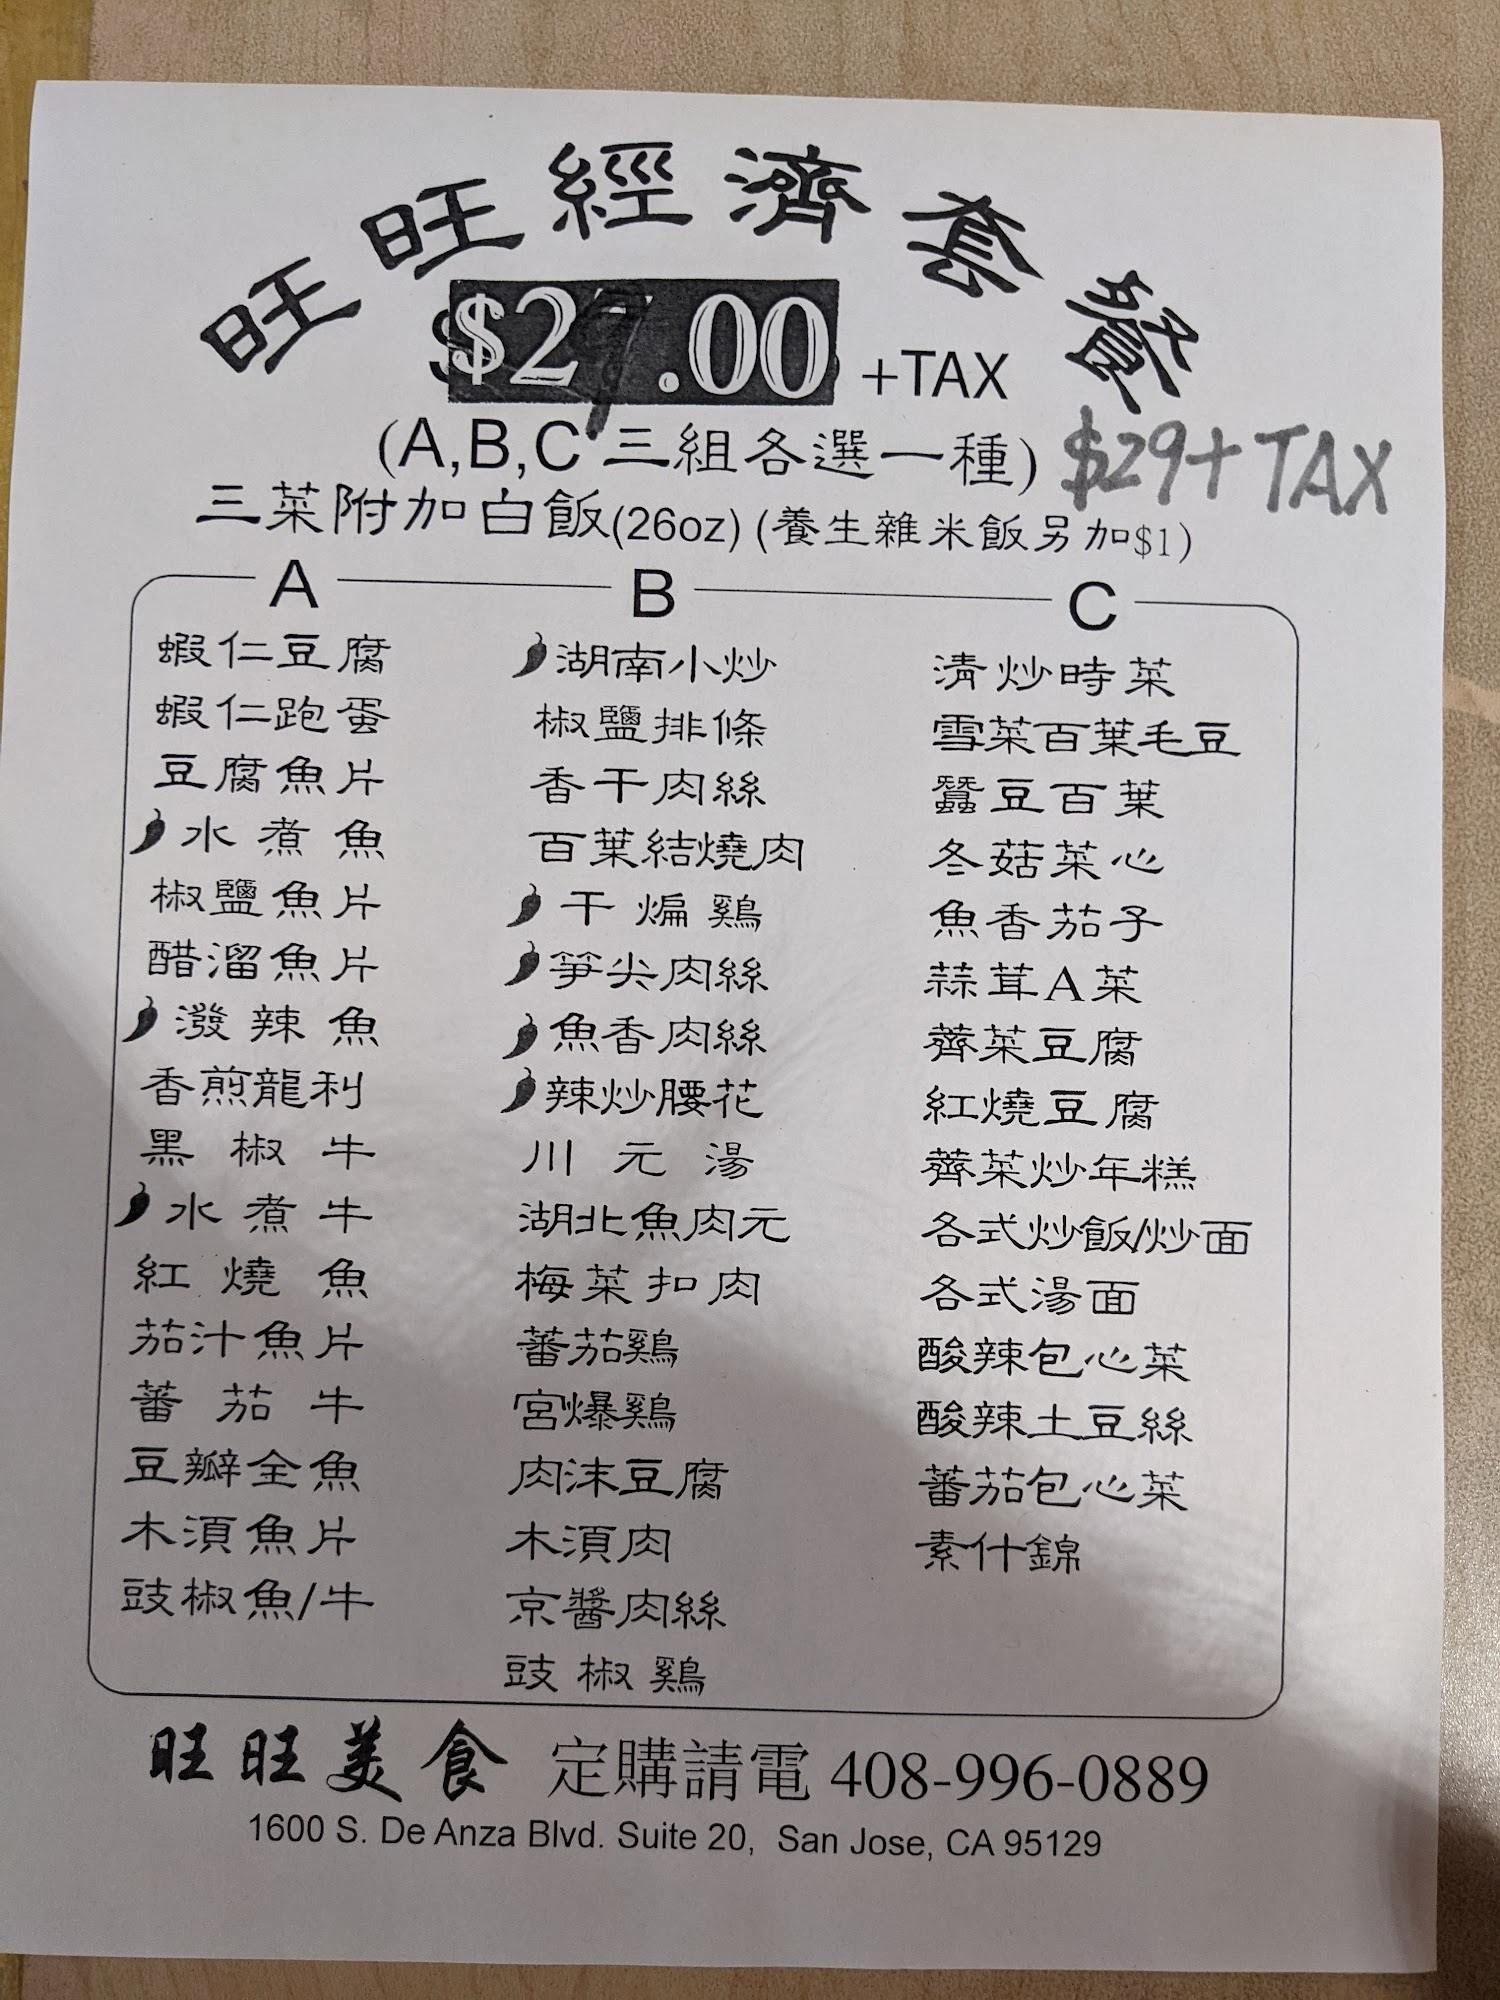 旺旺經濟套餐
$27.00 +TAX
(A,B,C 三組各選一種) $29+TAX
三菜附加白飯(26oz) (養生雜米飯另加$1)
A
蝦仁豆腐
蝦仁跑蛋
豆腐魚片
水煮魚
椒鹽魚片
醋溜魚片
潑辣魚
香煎龍利
黑椒牛
水煮牛
紅燒魚
茄汁魚片
蕃茄牛
豆瓣全魚
木湏魚片
豉椒魚/牛
B
湖南小炒
椒鹽排條
香干肉絲
百葉結燒肉
干煸鷄
笋尖肉絲
魚香肉絲
辣炒腰花
川元湯
湖北魚肉元
梅菜扣肉
蕃茄鷄
宮爆鷄
肉沫豆腐
木湏肉
京醬肉絲
豉椒鷄
C
清炒時菜
雪菜百葉毛豆
蠶豆百葉
冬菇菜心
魚香茄子
蒜茸A菜
薺菜豆腐
紅燒豆腐
薺菜炒年糕
各式炒飯/炒面
各式湯面
酸辣包心菜
酸辣土豆絲
蕃茄包心菜
素什錦
旺旺美食 定購請電 408-996-0889
1600 S. De Anza Blvd. Suite 20, San Jose, CA 95129